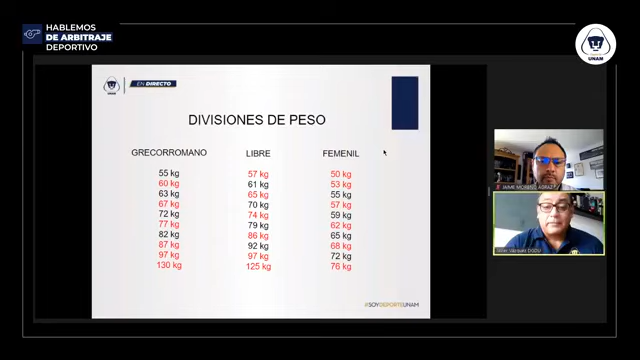 HABLEMOS
DE ARBITRAJE
DEPORTIVO
UNAM
UNAM
EN DIRECTO
DIVISIONES DE PESO
GRECORROMANO LIBRE FEMENIL
55 kg 57 kg 50 kg
60 kg 61 kg 53 kg
63 kg 65 kg 55 kg
67 kg 70 kg 57 kg
72 kg 74 kg 59 kg
77 kg 79 kg 62 kg
82 kg 86 kg 65 kg
87 kg 92 kg 68 kg
97 kg 97 kg 72 kg
130 kg 125 kg 76 kg
#SOYDEPORTEUNAM
JAIME